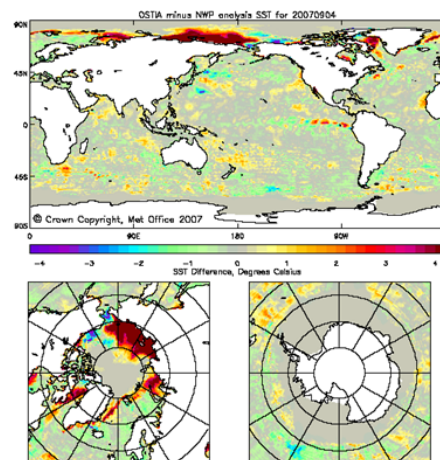 OSTIA minus NWP analysis SST for 20070904
90N
45N
0
45S
90S
© Crown Copyright, Met Office 2007
0 90E 180 90W
-4 -3 -2 -1 0 1 2 3 4
SST Difference, Degrees Celsius